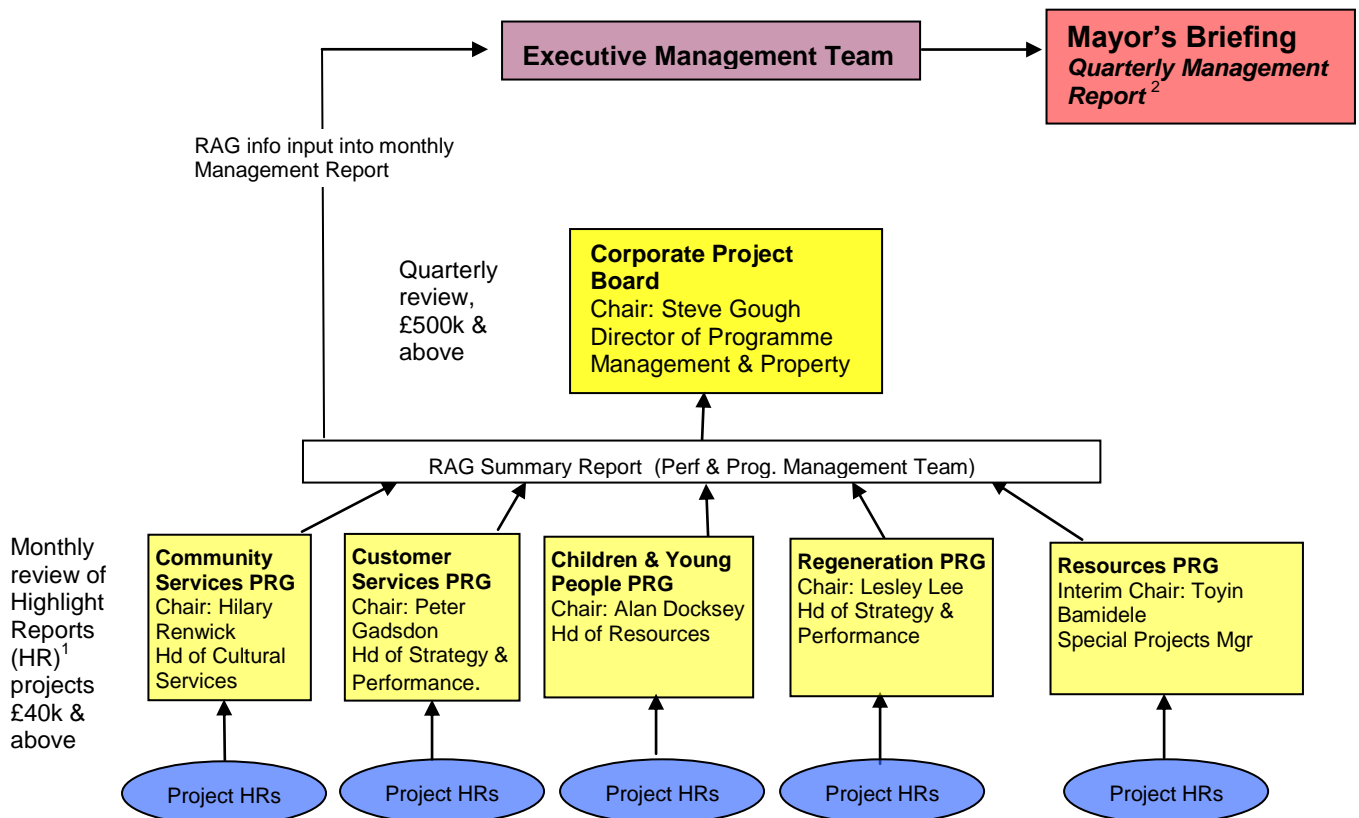 Executive Management Team
Mayor's Briefing
Quarterly Management
Report 2
RAG info input into monthly
Management Report
Quarterly
review,
£500k &
above
Corporate Project
Board
Chair: Steve Gough
Director of Programme
Management & Property
RAG Summary Report (Perf & Prog. Management Team)
Monthly
review of
Highlight
Reports
(HR)1
projects
£40k &
above
Community
Services PRG
Chair: Hilary
Renwick
Hd of Cultural
Services
Customer
Services PRG
Chair: Peter
Gadsdon
Hd of Strategy &
Performance.
Children & Young
People PRG
Chair: Alan Docksey
Hd of Resources
Regeneration PRG
Chair: Lesley Lee
Hd of Strategy &
Performance
Resources PRG
Interim Chair: Toyin
Bamidele
Special Projects Mgr
Project HRs
Project HRs
Project HRs
Project HRs
Project HRs